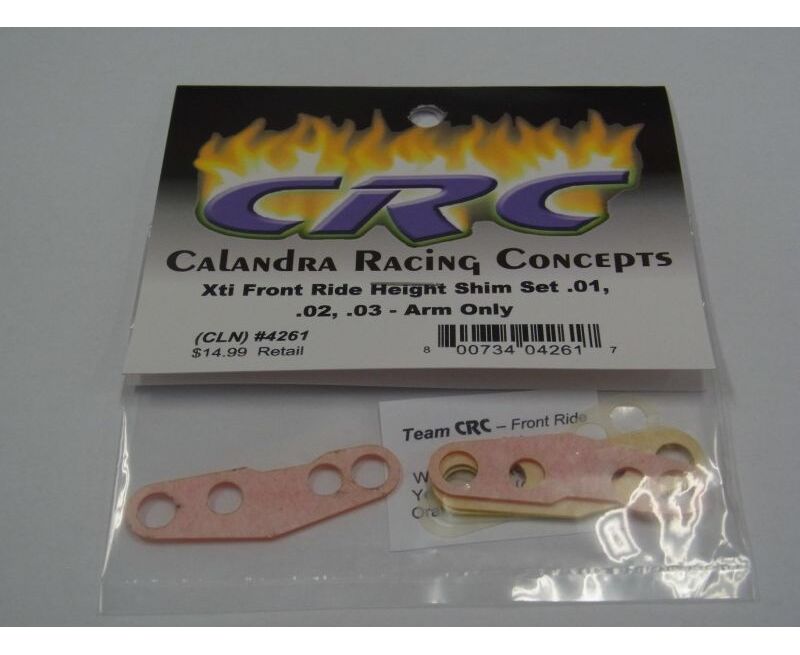 CRC
Calandra Racing Concepts
Xti Front Ride Height Shim Set .01,
.02, .03 - Arm Only
(CLN) #4261
$14.99 Retail
8 00734 04261 7
Team CRC – Front Ride